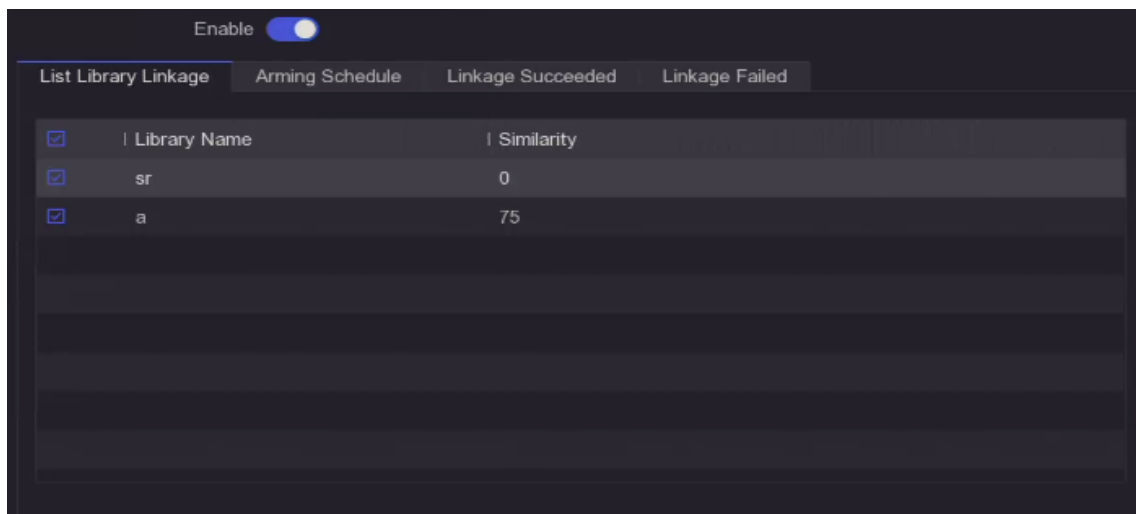 Enable
List Library Linkage Arming Schedule Linkage Succeeded Linkage Failed
Library Name Similarity
sr 0
a 75